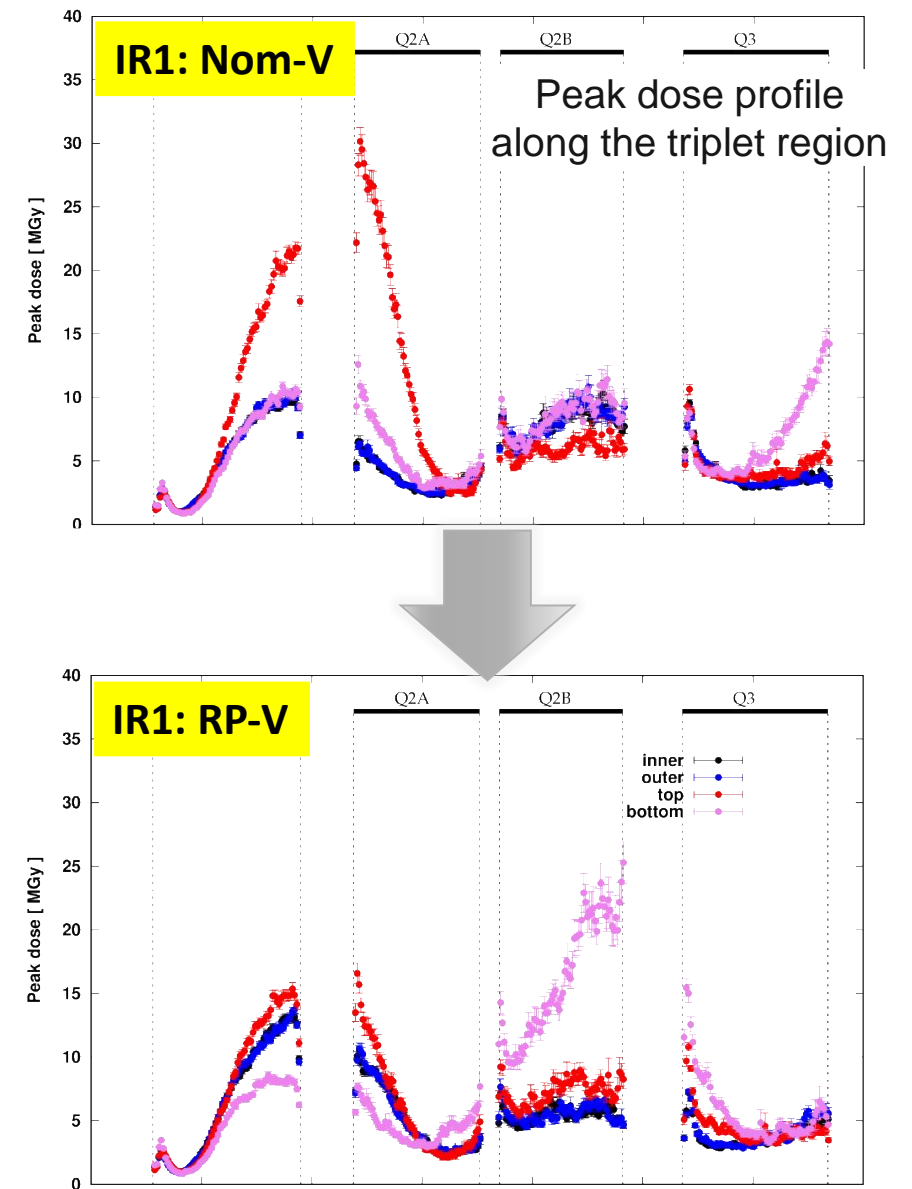 40
35
30
25
20
15
10
5
0
Peak dose [ MGy ]
IR1: Nom-V
Q2A
Q2B
Q3
Peak dose profile
along the triplet region
40
35
30
25
20
15
10
5
0
Peak dose [ MGy ]
IR1: RP-V
Q2A
Q2B
Q3
inner
outer
top
bottom